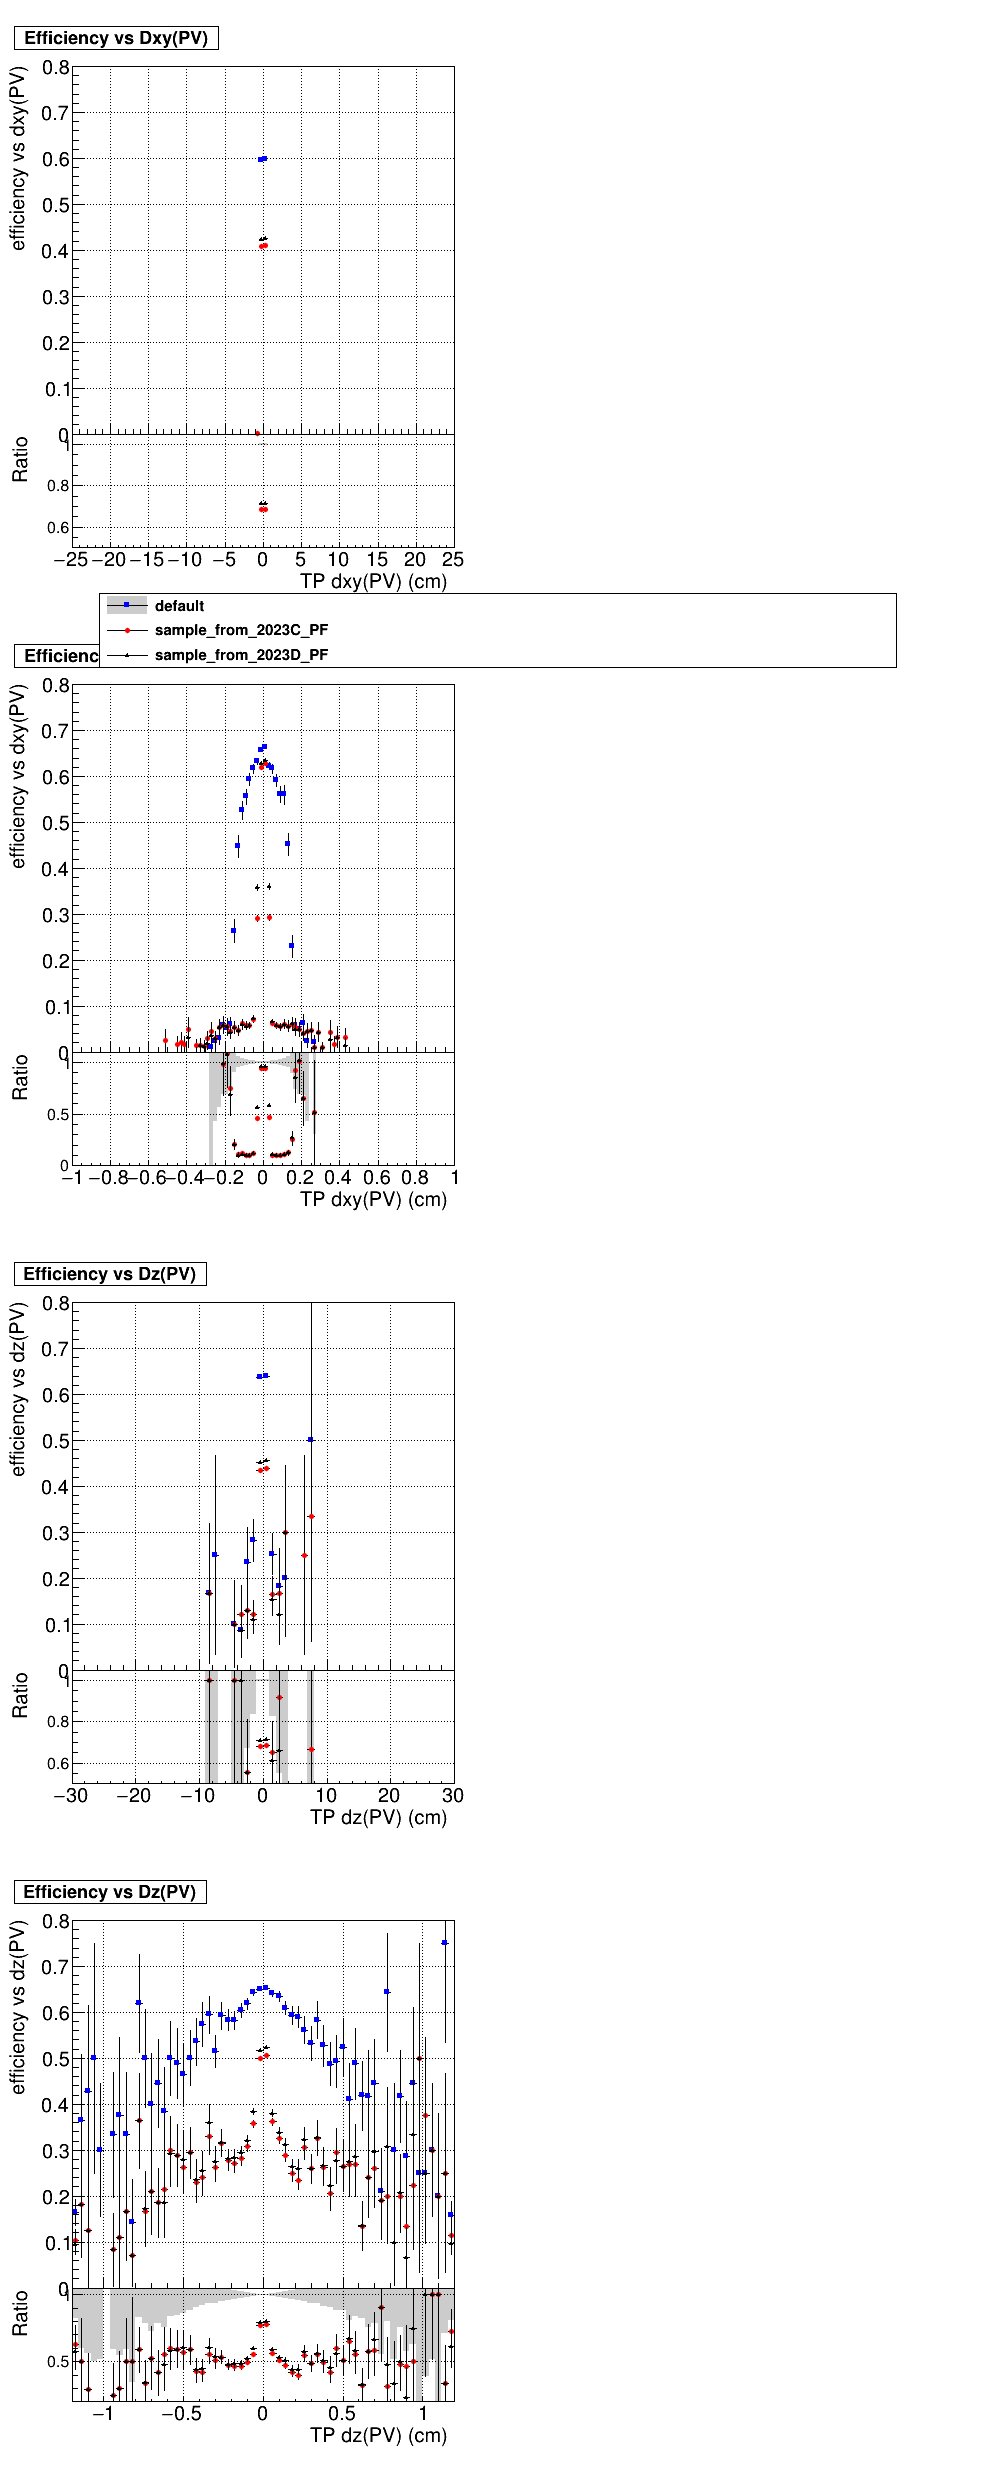 Efficiency vs Dxy(PV)
efficiency vs dxy(PV)
0.8
0.7
0.6
0.5
0.4
0.3
0.2
0.1
0
Ratio
1
0.8
0.6
−25 −20 −15 −10 −5 0 5 10 15 20 25
TP dxy(PV) (cm)
default
sample_from_2023C_PF
sample_from_2023D_PF
Efficienc
efficiency vs dxy(PV)
0.8
0.7
0.6
0.5
0.4
0.3
0.2
0.1
0
Ratio
1
0.5
0
−1 −0.8 −0.6 −0.4 −0.2 0 0.2 0.4 0.6 0.8 1
TP dxy(PV) (cm)
Efficiency vs Dz(PV)
efficiency vs dz(PV)
0.8
0.7
0.6
0.5
0.4
0.3
0.2
0.1
0
Ratio
1
0.8
0.6
−30 −20 −10 0 10 20 30
TP dz(PV) (cm)
Efficiency vs Dz(PV)
efficiency vs dz(PV)
0.8
0.7
0.6
0.5
0.4
0.3
0.2
0.1
0
Ratio
1
0.5
−1 −0.5 0 0.5 1
TP dz(PV) (cm)